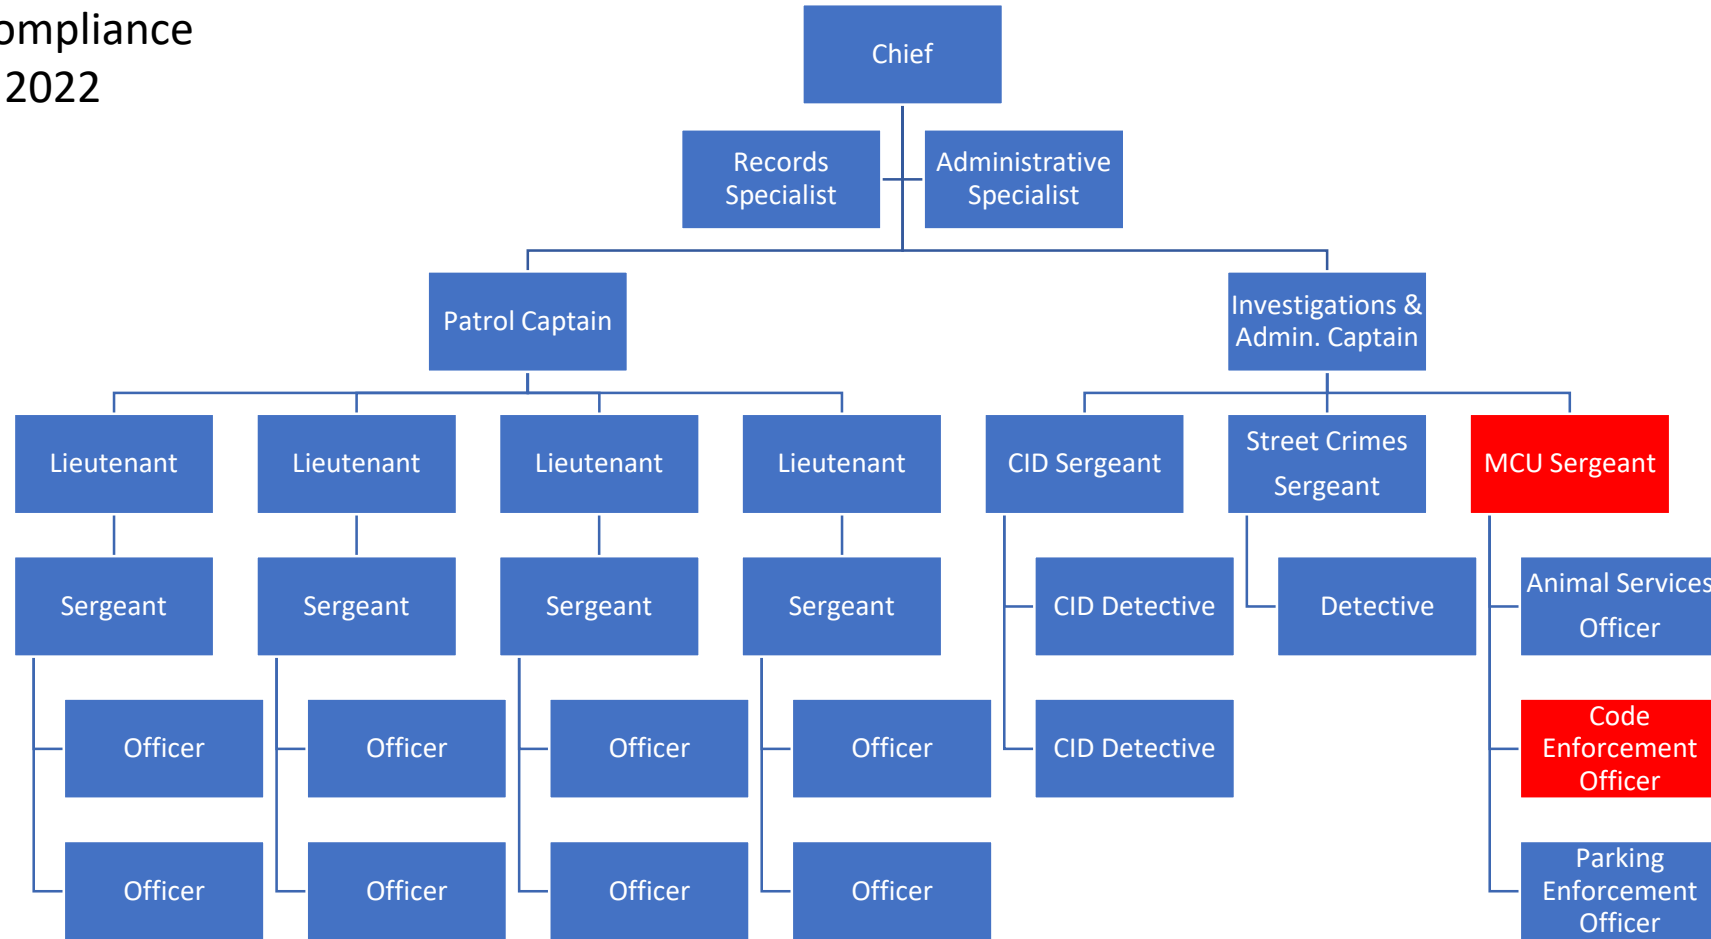 ompliance
2022
Chief
Records
Specialist
Administrative
Specialist
Patrol Captain
Investigations &
Admin. Captain
Lieutenant
Lieutenant
Lieutenant
Lieutenant
CID Sergeant
Street Crimes
Sergeant
MCU Sergeant
Sergeant
Sergeant
Sergeant
Sergeant
CID Detective
Detective
Animal Services
Officer
Officer
Officer
Officer
Officer
CID Detective
Code
Enforcement
Officer
Officer
Officer
Officer
Officer
Parking
Enforcement
Officer